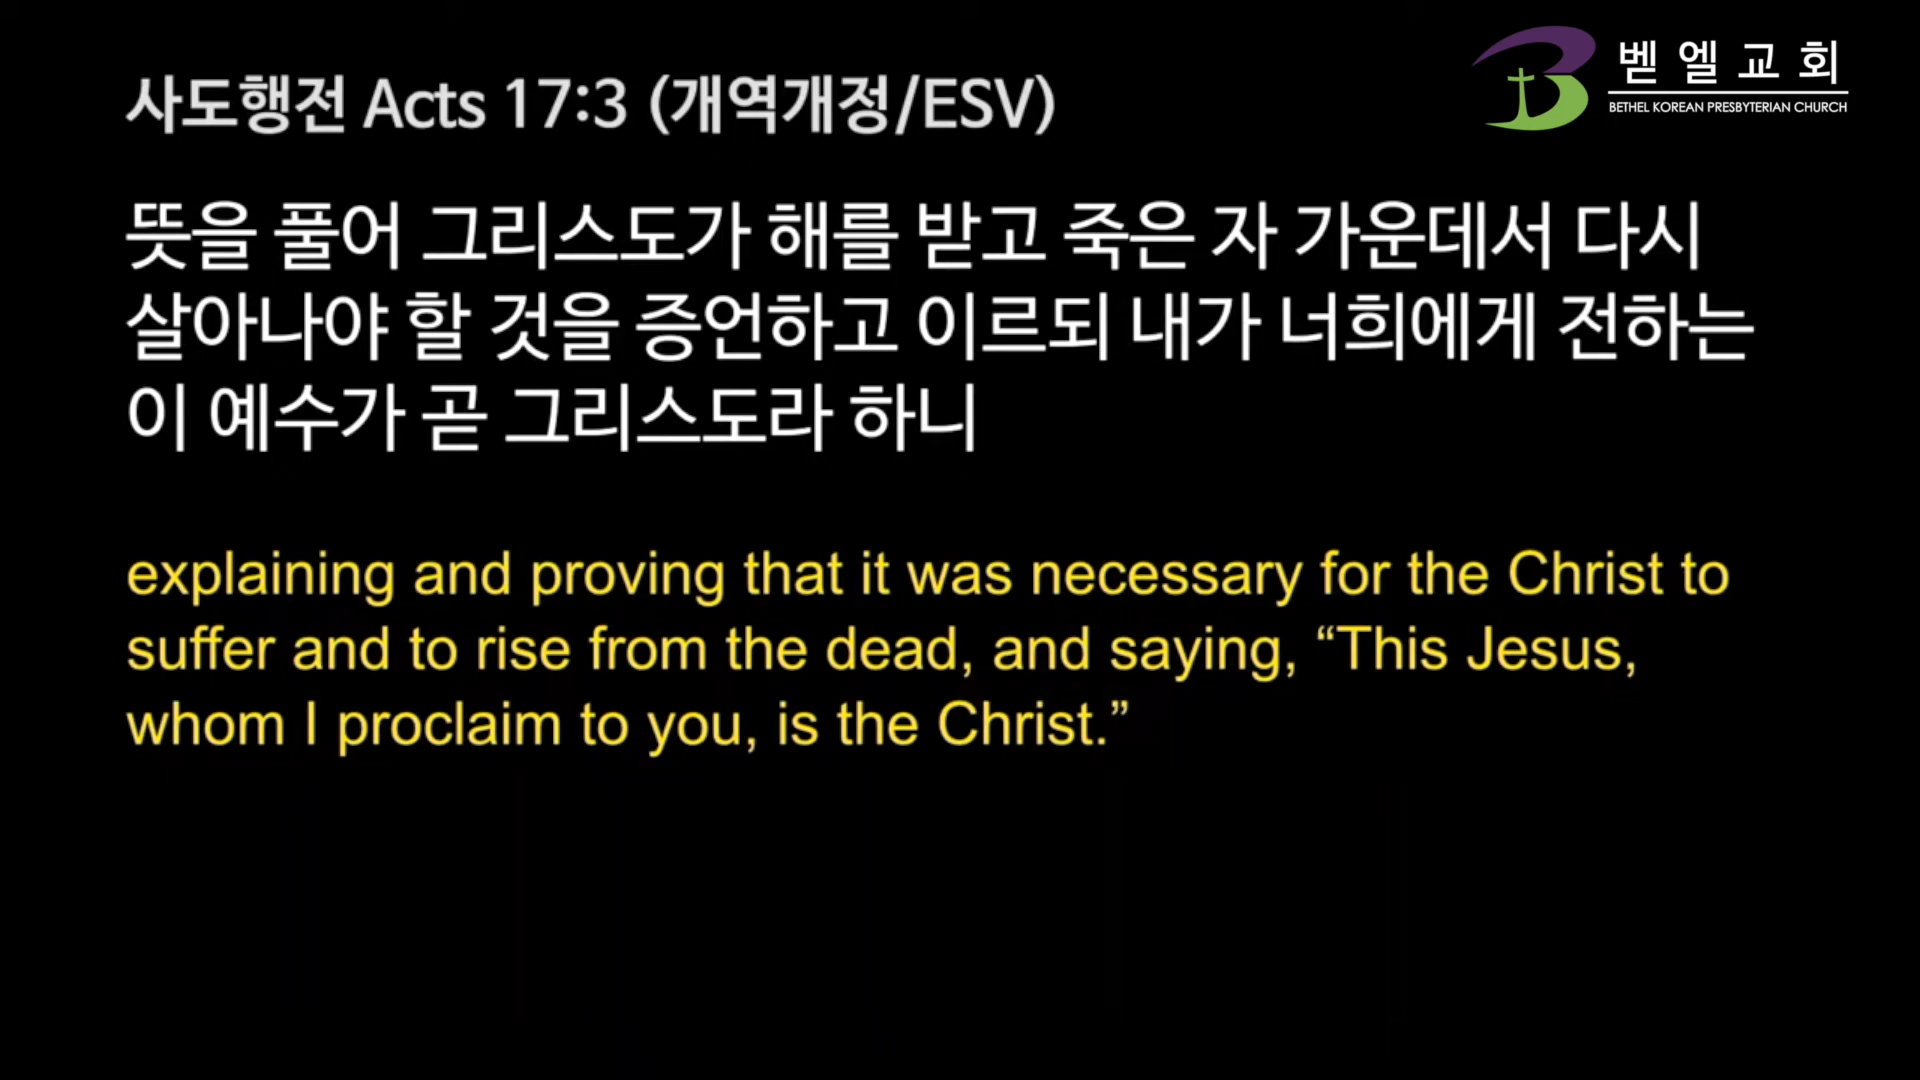 사도행전 Acts 17:3 (개역개정/ESV)
벧엘교회
BETHEL KOREAN PRESBYTERIAN CHURCH
뜻을 풀어 그리스도가 해를 받고 죽은 자 가운데서 다시
살아나야 할 것을 증언하고 이르되 내가 너희에게 전하는
이 예수가 곧 그리스도라 하니
explaining and proving that it was necessary for the Christ to
suffer and to rise from the dead, and saying, “This Jesus,
whom I proclaim to you, is the Christ.”